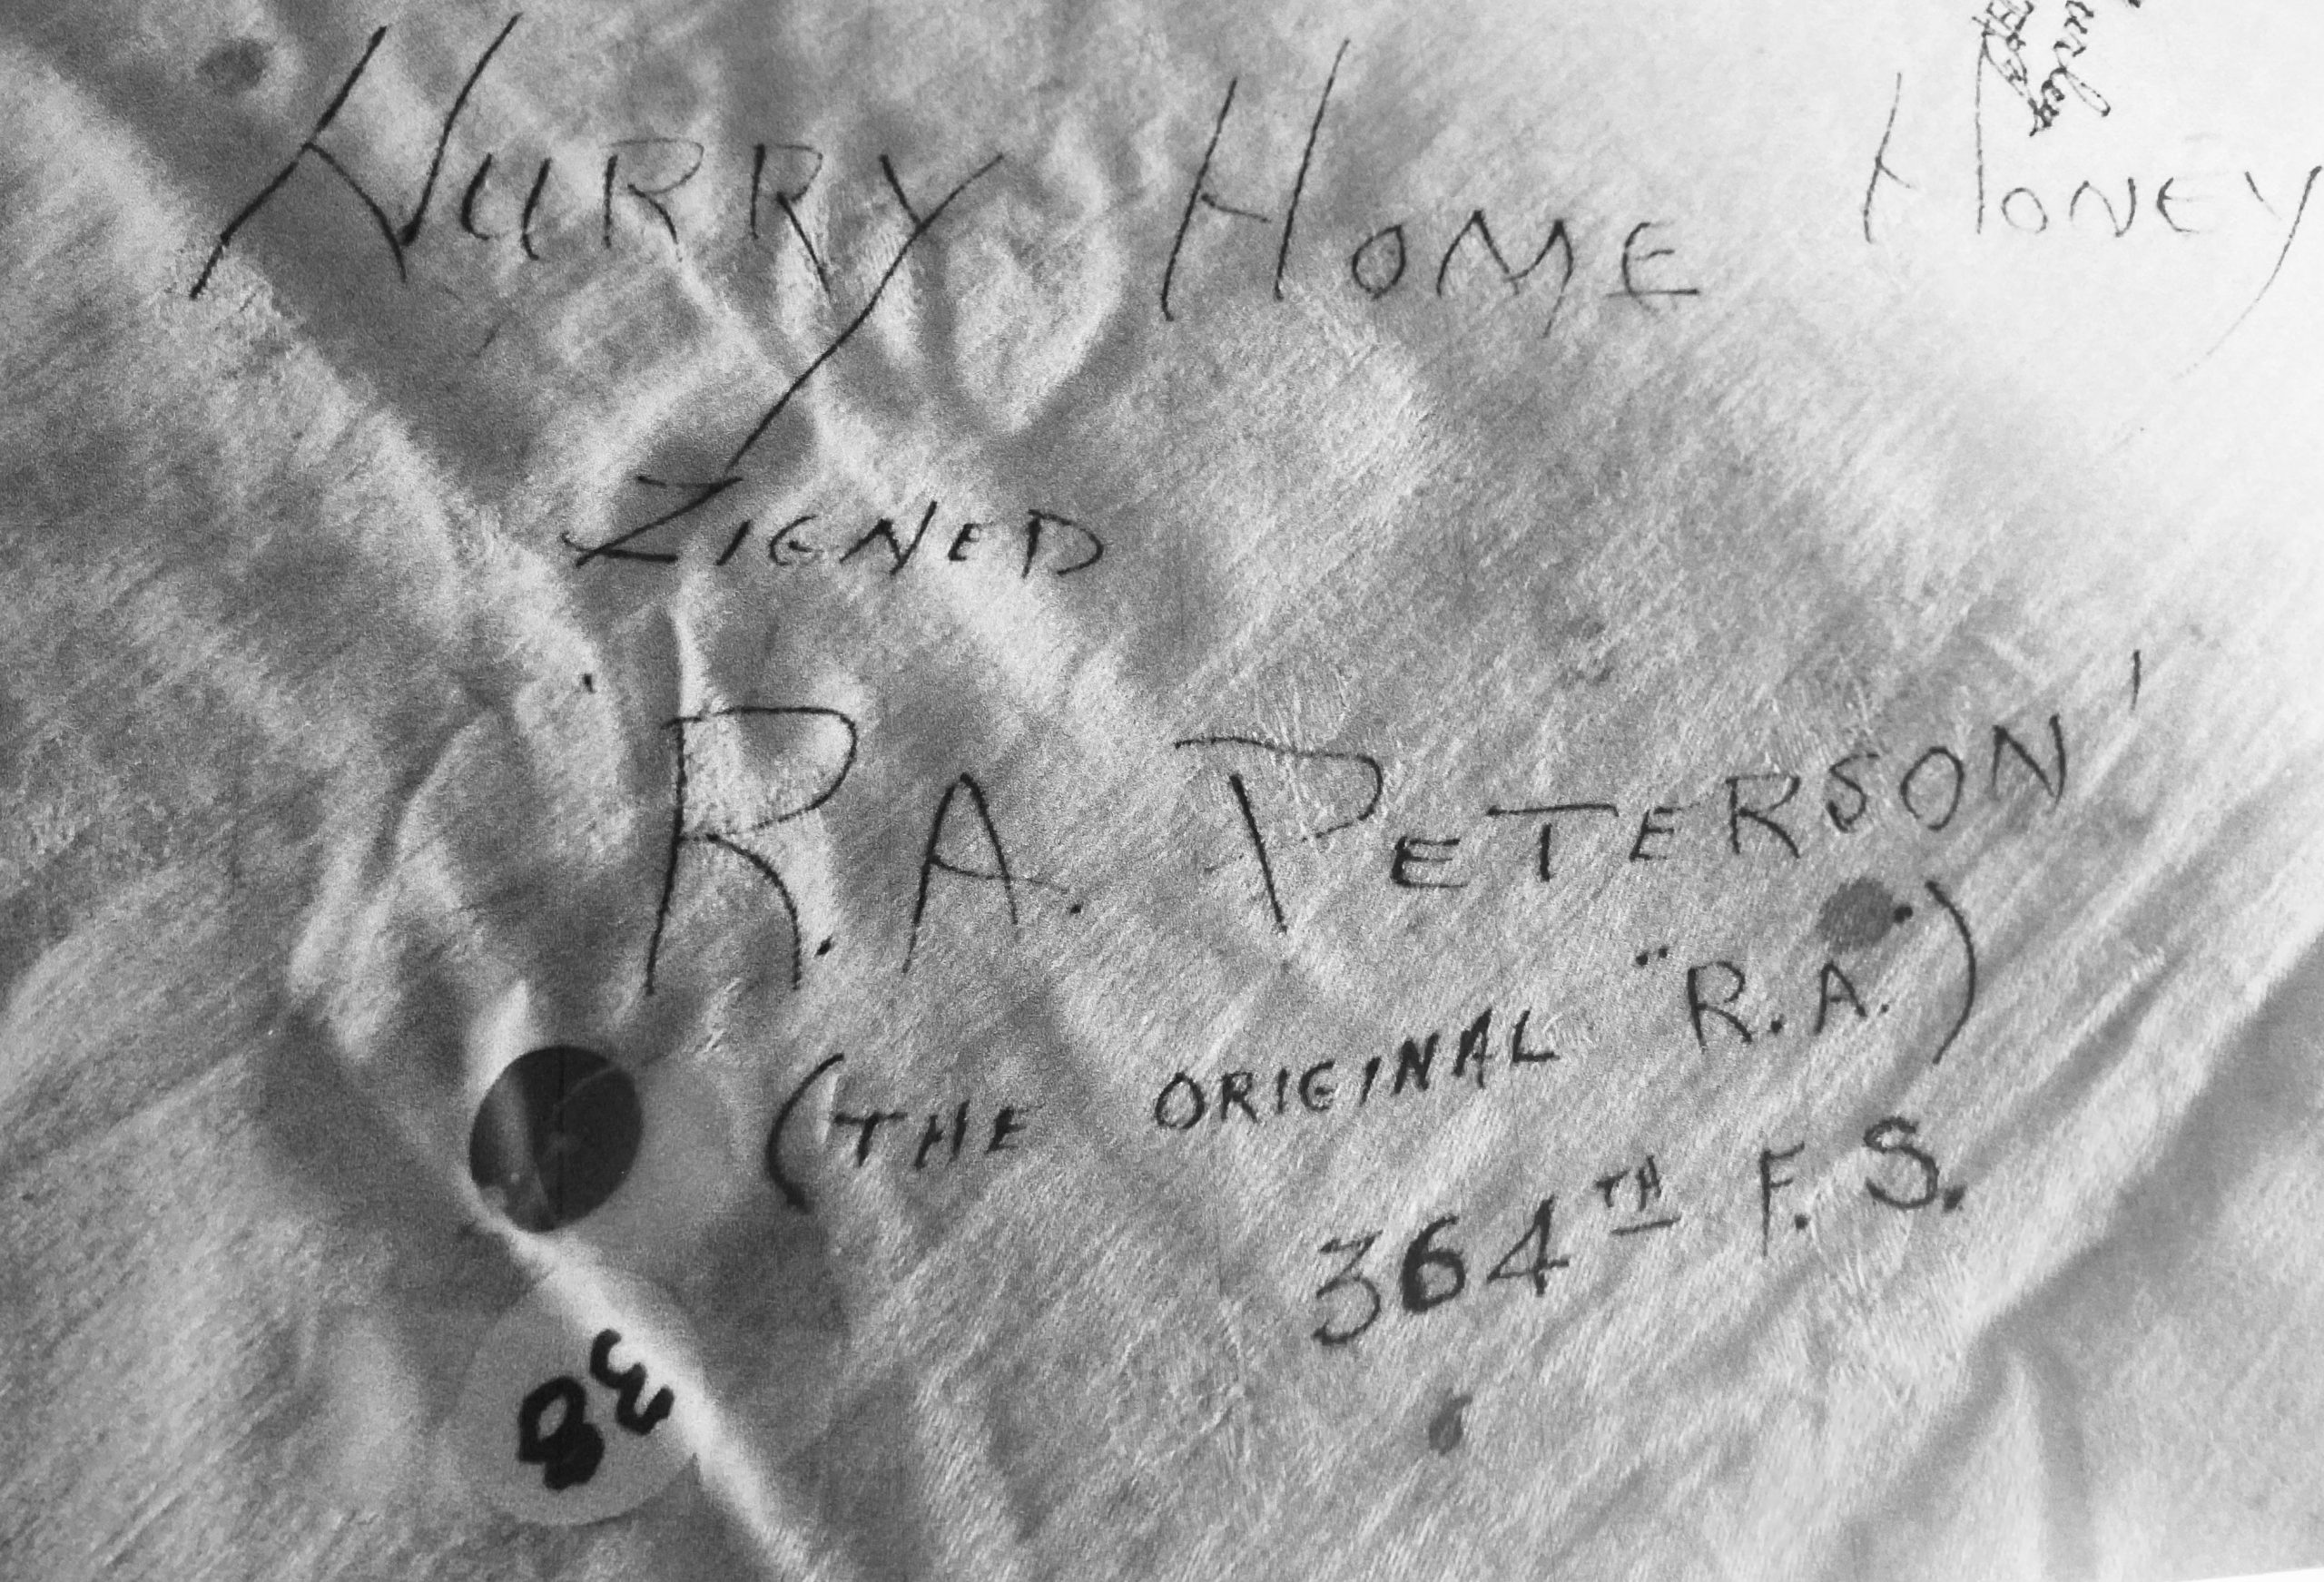 HURRY HOME HONEY
ZIGNED
R.A. PETERSON'
(THE ORIGINAL "R.A.")
364TH F.S.
38